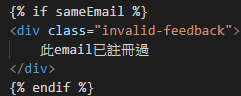 {% if sameEmail %}
<div class="invalid-feedback">
此email已註冊過
</div>
{% endif %}